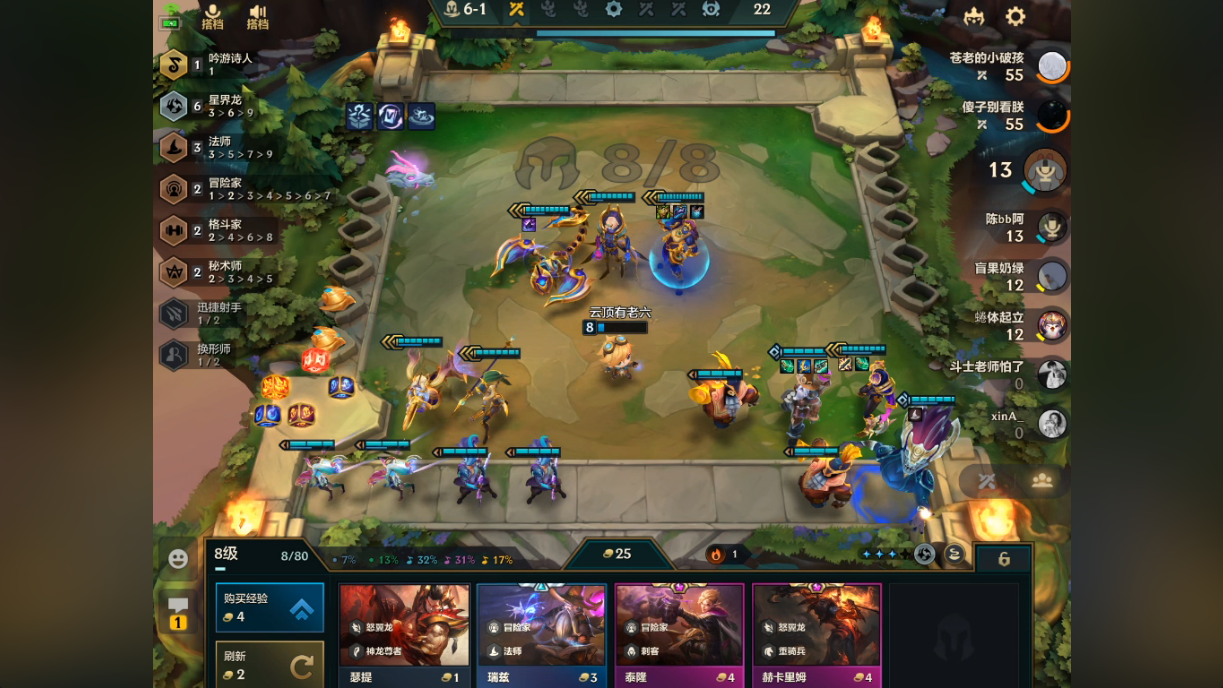 搭档
搭档
6-1
22
1
吟游诗人
1
6
星界龙
3 > 6 > 9
3
法师
3 > 5 > 7 > 9
2
冒险家
1 > 2 > 3 > 4 > 5 > 6 > 7
2
格斗家
2 > 4 > 6 > 8
2
秘术师
2 > 3 > 4 > 5
迅捷射手
1 / 2
换形师
1 / 2
8/8
云顶有老六
8
苍老的小破孩
55
傻子别看朕
55
13
陈bb阿
13
盲果奶绿
12
蜷体起立
12
斗士老师怕了
0
xinA_
0
8级
8/80
7%
13%
32%
31%
17%
25
1
购买经验
4
刷新
2
1
怒翼龙
神龙尊者
瑟提
1
冒险家
法师
瑞兹
3
冒险家
刺客
泰隆
4
怒翼龙
重骑兵
赫卡里姆
4